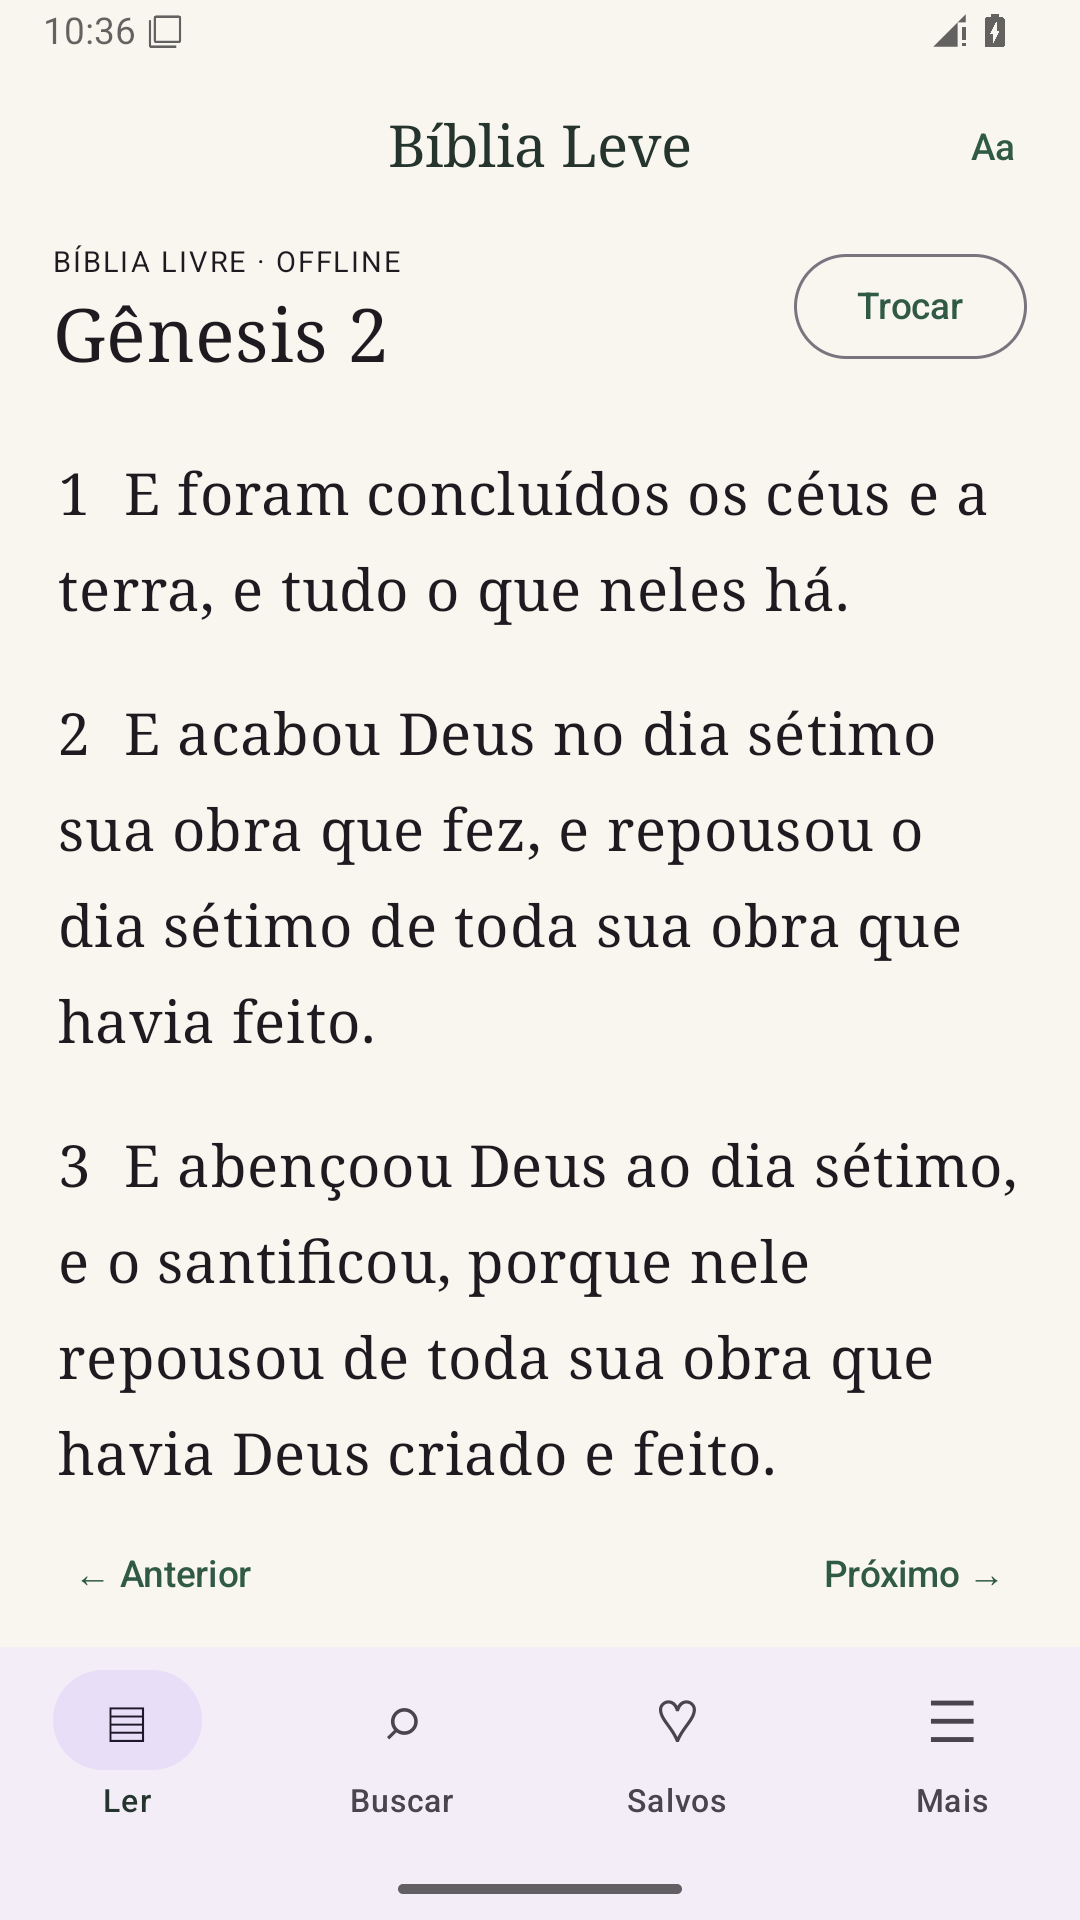 10:36
Bíblia Leve
Aa
BÍBLIA LIVRE · OFFLINE
Gênesis 2
Trocar
1 E foram concluídos os céus e a
terra, e tudo o que neles há.
2 E acabou Deus no dia sétimo
sua obra que fez, e repousou o
dia sétimo de toda sua obra que
havia feito.
3 E abençoou Deus ao dia sétimo,
e o santificou, porque nele
repousou de toda sua obra que
havia Deus criado e feito.
← Anterior
Próximo →
Ler
Buscar
Salvos
Mais